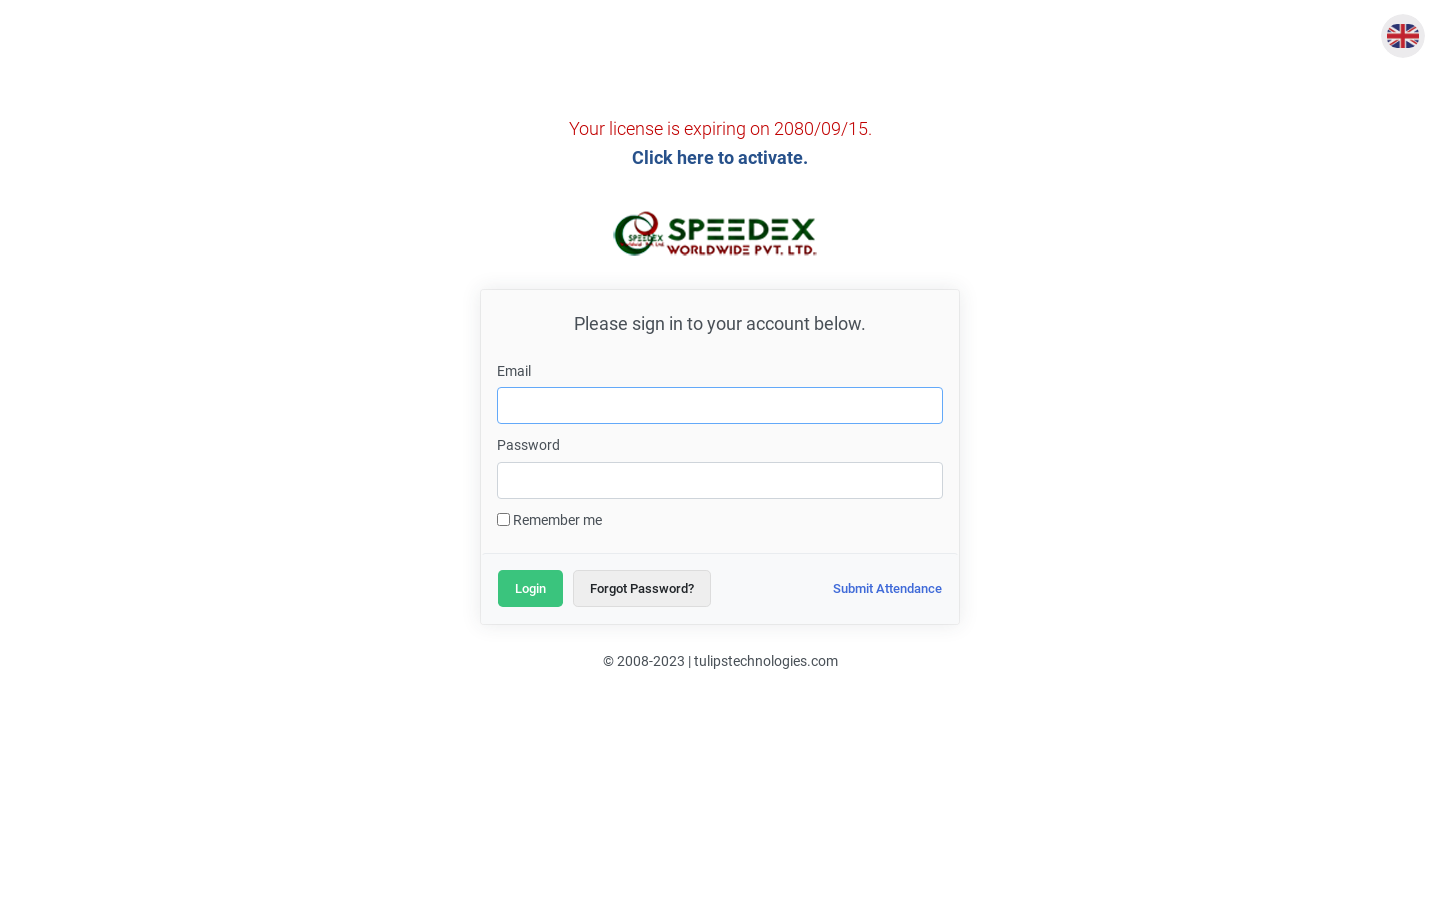 Your license is expiring on 2080/09/15.
Click here to activate.
SPEEDEX
SPEEDEX
WORLDWIDE PVT. LTD.
Please sign in to your account below.
Email
Password
Remember me
Login
Forgot Password?
Submit Attendance
© 2008-2023 | tulipstechnologies.com